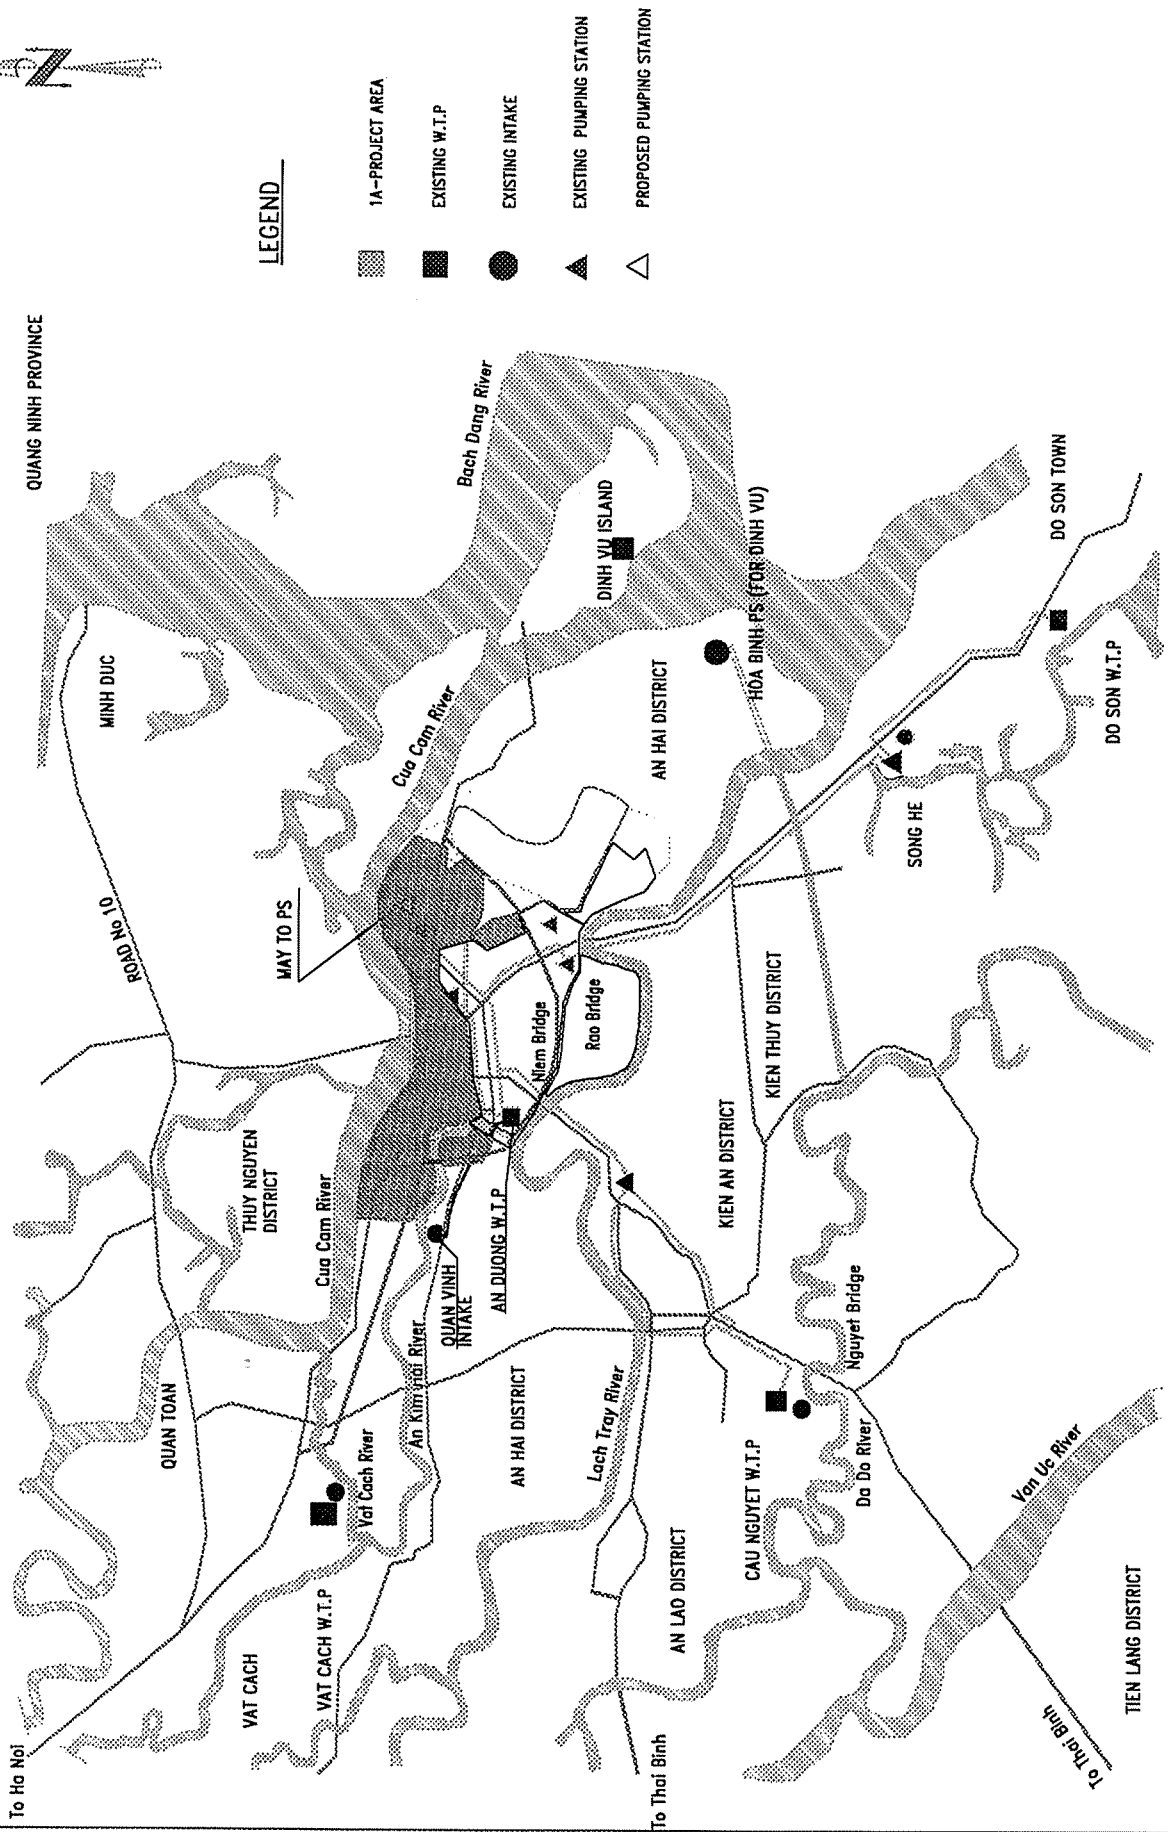 QUANG NINH PROVINCE
LEGEND
1A-PROJECT AREA
EXISTING W.T.P
EXISTING INTAKE
EXISTING PUMPING STATION
PROPOSED PUMPING STATION
To Ha Noi
QUAN TOAN
ROAD No 10
MINH DUC
THUY NGUYEN
DISTRICT
VAT CACH
VAT CACH W.T.P
Vat Cach River
Cua Cam River
MAY TO PS
Cua Cam River
Bach Dang River
An Kim Hai River
QUAN VINH
INTAKE
AN DUONG W.T.P
AN HAI DISTRICT
Niem Bridge
Rao Bridge
DINH VU ISLAND
AN HAI DISTRICT
HOA BINH PS (FOR DINH VU)
Lach Tray River
To Thai Binh
AN LAO DISTRICT
KIEN AN DISTRICT
KIEN THUY DISTRICT
CAU NGUYET W.T.P
Nguyet Bridge
Da Do River
SONG HE
DO SON TOWN
DO SON W.T.P
Van Uc River
To Thai Binh
TIEN LANG DISTRICT